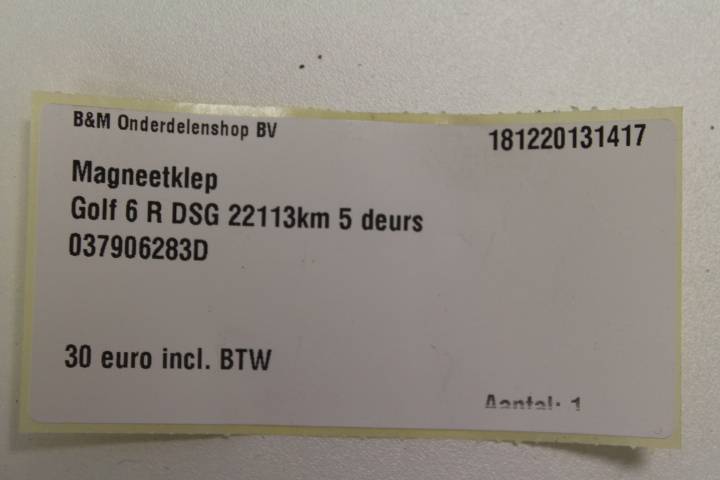 B&M Onderdelenshop BV
181220131417
Magneetklep
Golf 6 R DSG 22113km 5 deurs
037906283D
30 euro incl. BTW
Aantal: 1